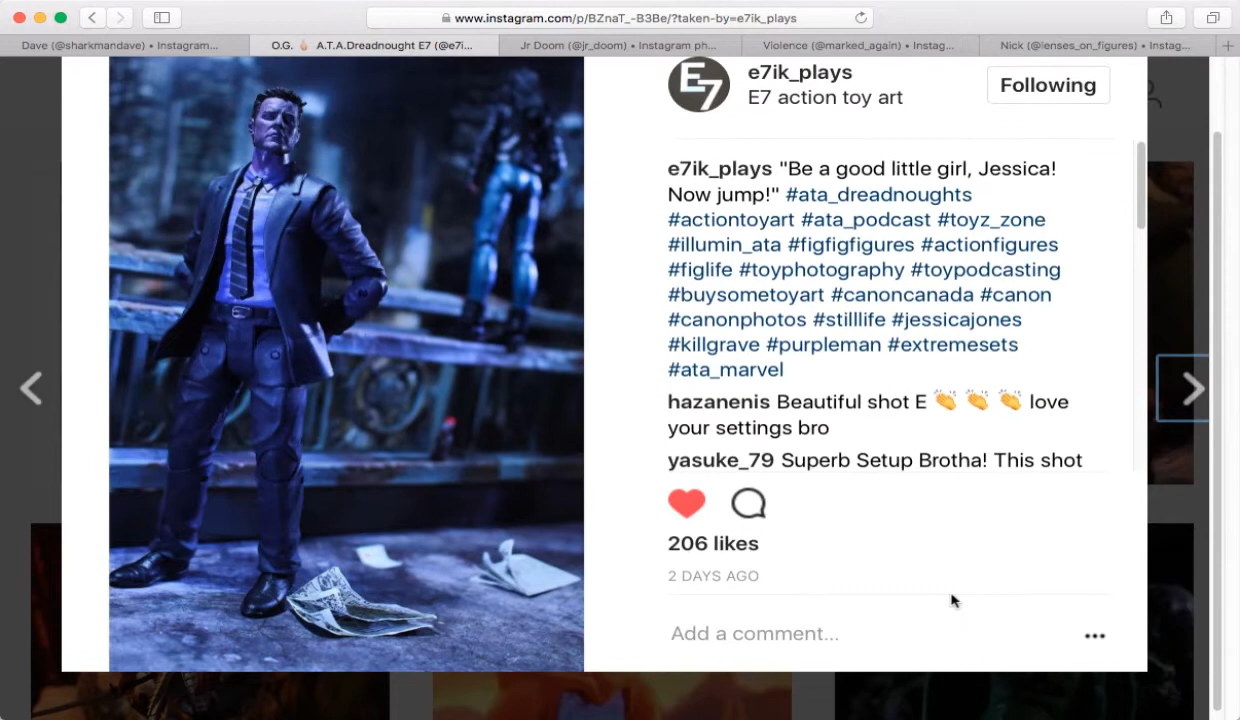 www.instagram.com/p/BZnaT_-B3Be/?taken-by=e7ik_plays
Dave (@sharkmandave) • Instagram...
O.G. 👌🏻 A.T.A.Dreadnought E7 (@e7i...
Jr Doom (@jr_doom) • Instagram ph...
Violence (@marked_again) • Instag...
Nick (@lenses_on_figures) • Instag...
E7
e7ik_plays
E7 action toy art
Following
e7ik_plays "Be a good little girl, Jessica!
Now jump!" #ata_dreadnoughts
#actiontoyart #ata_podcast #toyz_zone
#illumin_ata #figfigfigures #actionfigures
#figlife #toyphotography #toypodcasting
#buysometoyart #canoncanada #canon
#canonphotos #stilllife #jessicajones
#killgrave #purpleman #extremesets
#ata_marvel
hazanenis Beautiful shot E 👏 👏 👏 love
your settings bro
yasuke_79 Superb Setup Brotha! This shot
206 likes
2 DAYS AGO
Add a comment...